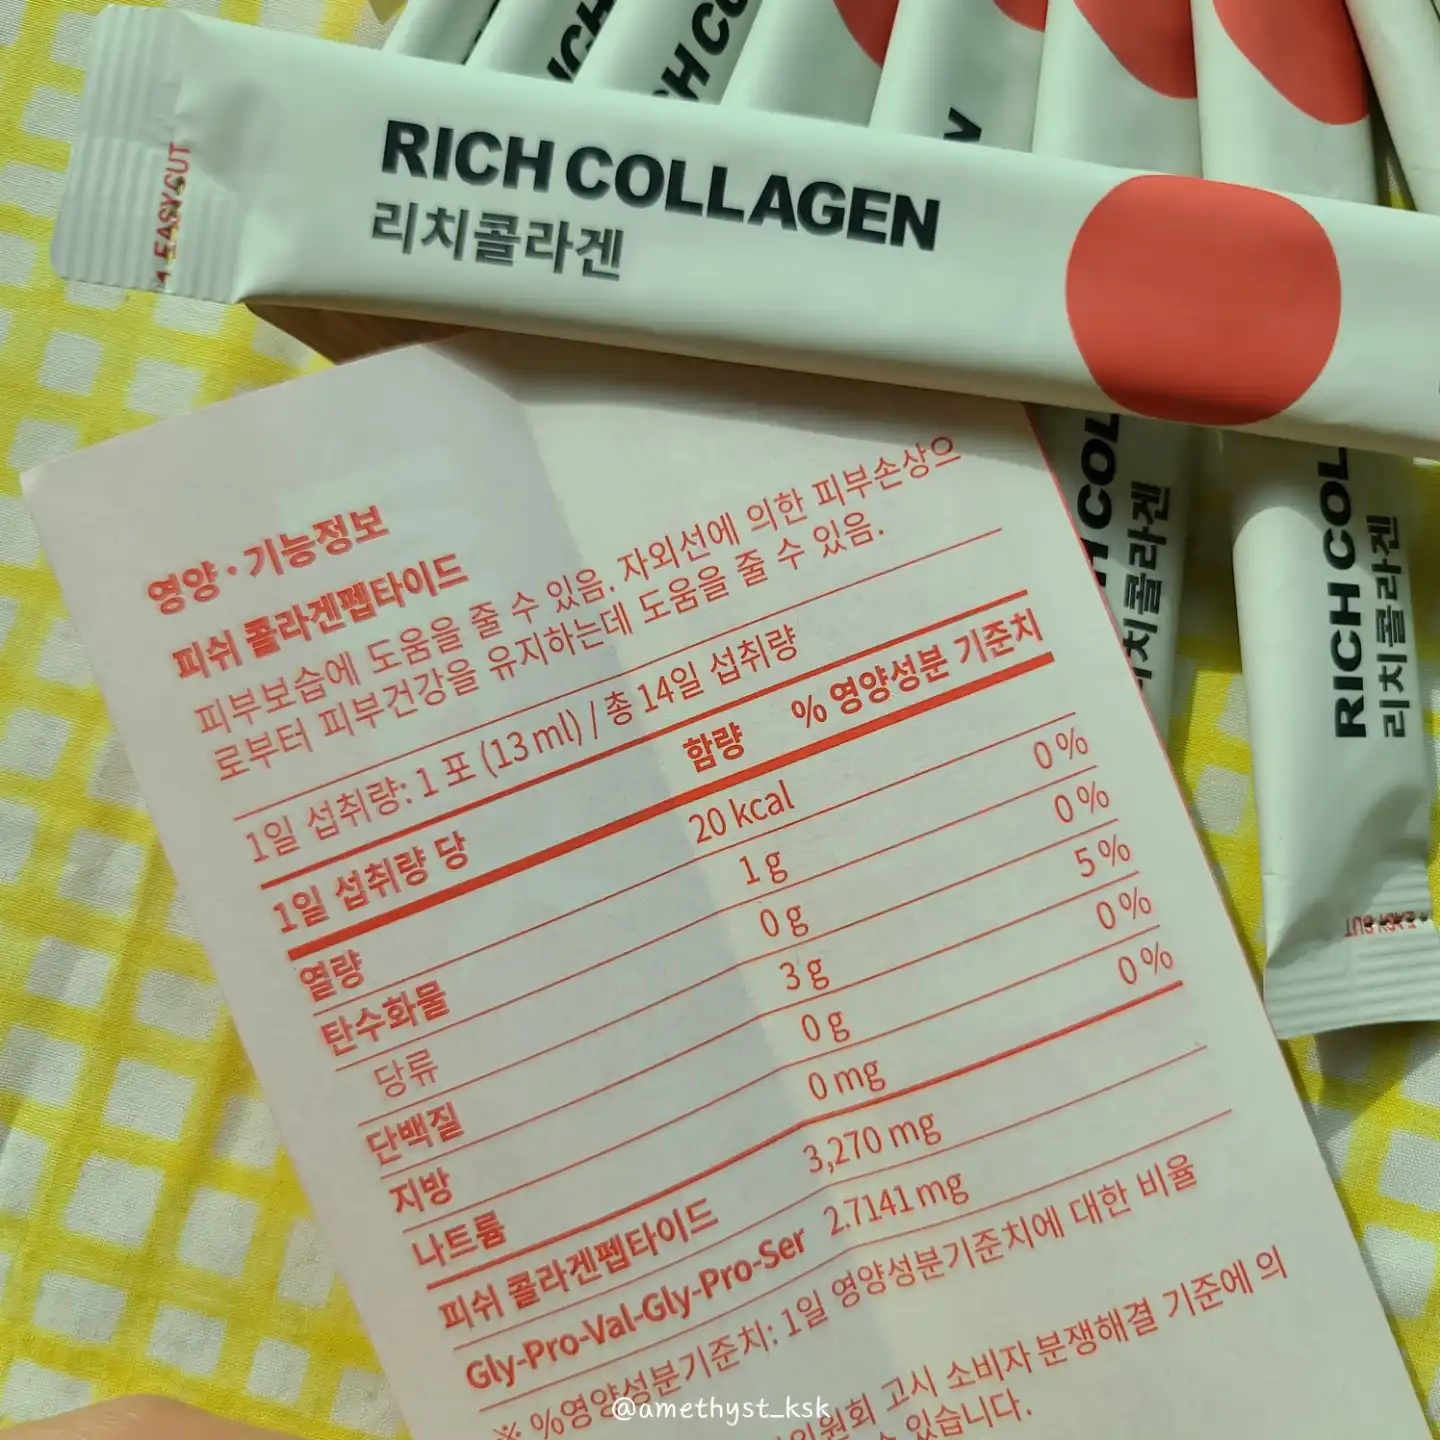 RICH COLLAGEN
리치콜라겐
EASY CUT
영양·기능정보
피쉬 콜라겐펩타이드
피부보습에 도움을 줄 수 있음. 자외선에 의한 피부손상으
로부터 피부건강을 유지하는데 도움을 줄 수 있음.
1일 섭취량: 1 포 (13 ml) / 총 14일 섭취량
1일 섭취량 당 함량 % 영양성분 기준치
열량 20 kcal
탄수화물 1 g 0 %
당류 0 g 0 %
단백질 3 g 5 %
지방 0 g 0 %
나트륨 0 mg 0 %
피쉬 콜라겐펩타이드 3,270 mg
Gly-Pro-Val-Gly-Pro-Ser 2.7141 mg
※ %영양성분기준치: 1일 영양성분기준치에 대한 비율
고시 소비자 분쟁해결 기준에 의
있습니다.
RICH COL
리치콜라겐
H COL
리치콜라겐
@amethyst_ksk